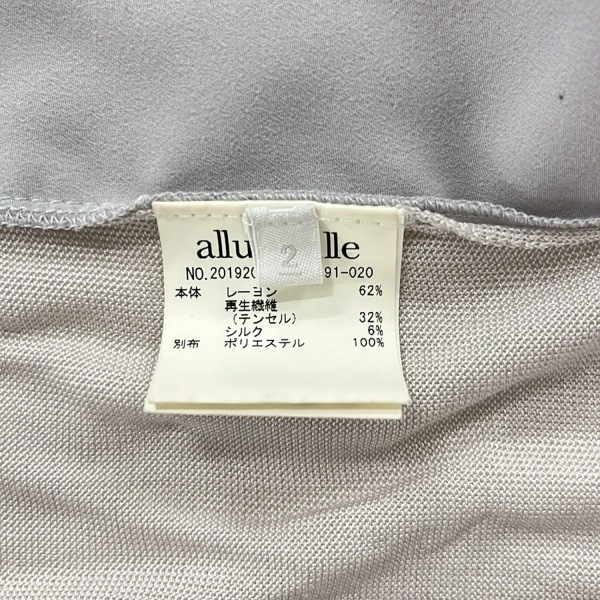 allu lle
2
NO.20192 91-020
本体 レーヨン 62%
再生繊維
(テンセル) 32%
シルク 6%
別布 ポリエステル 100%